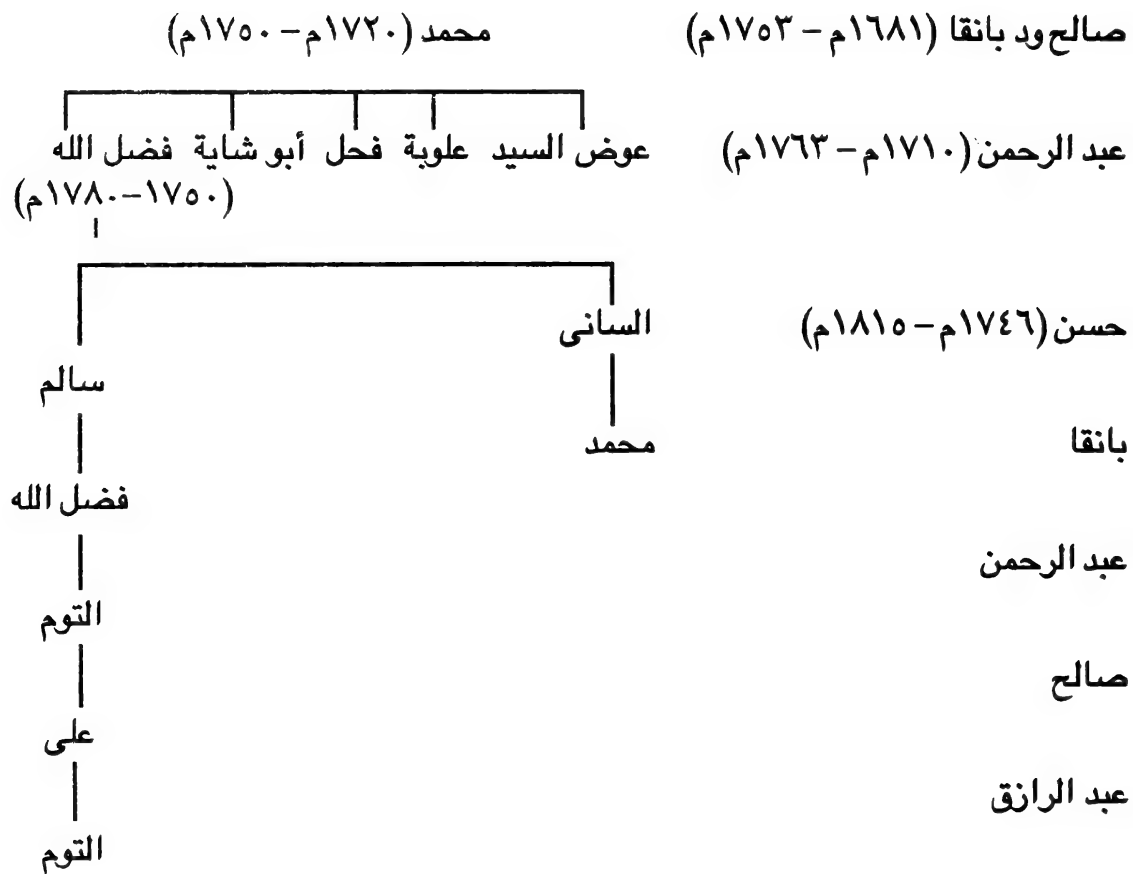 صالح ود بانقا (١٦٨١م – ١٧٥٣م) محمد (١٧٢٠م – ١٧٥٠م)
عبد الرحمن (١٧١٠م – ١٧٦٣م) عوض السيد علوبة فحل أبو شاية فضل الله
(١٧٥٠–١٧٨٠م)
حسن (١٧٤٦م – ١٨١٥م) السانى
سالم
بانقا محمد
فضل الله
عبد الرحمن
التوم
صالح
على
عبد الرازق
التوم